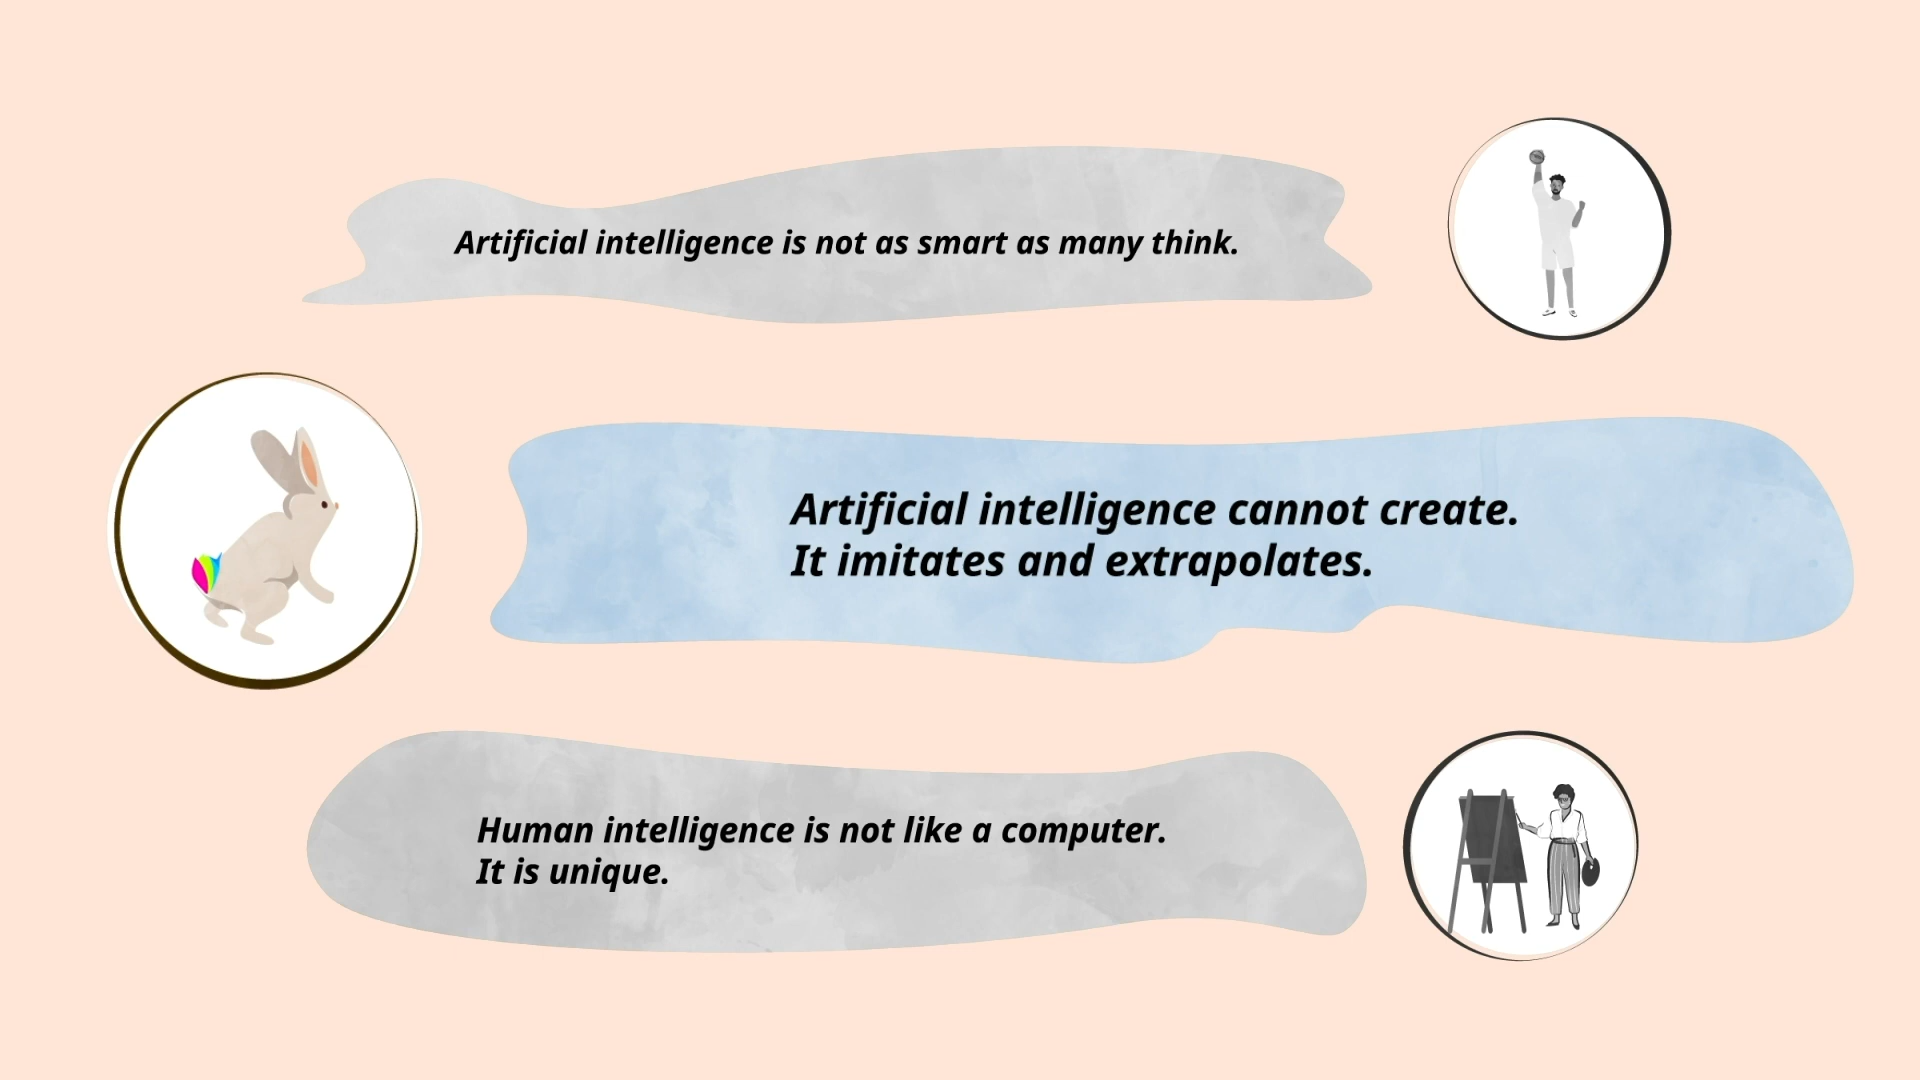 Artificial intelligence is not as smart as many think.
Artificial intelligence cannot create.
It imitates and extrapolates.
Human intelligence is not like a computer.
It is unique.